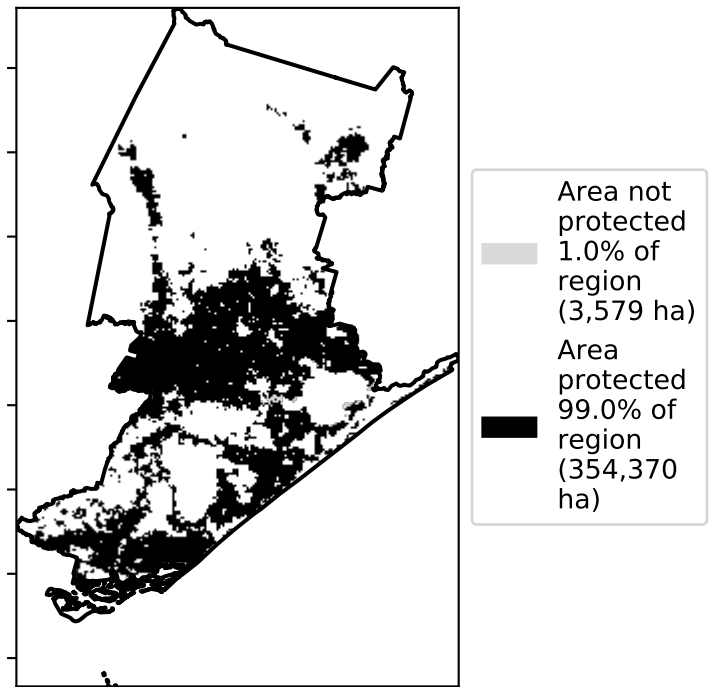 Area not
protected
1.0% of
region
(3,579 ha)
Area
protected
99.0% of
region
(354,370
ha)